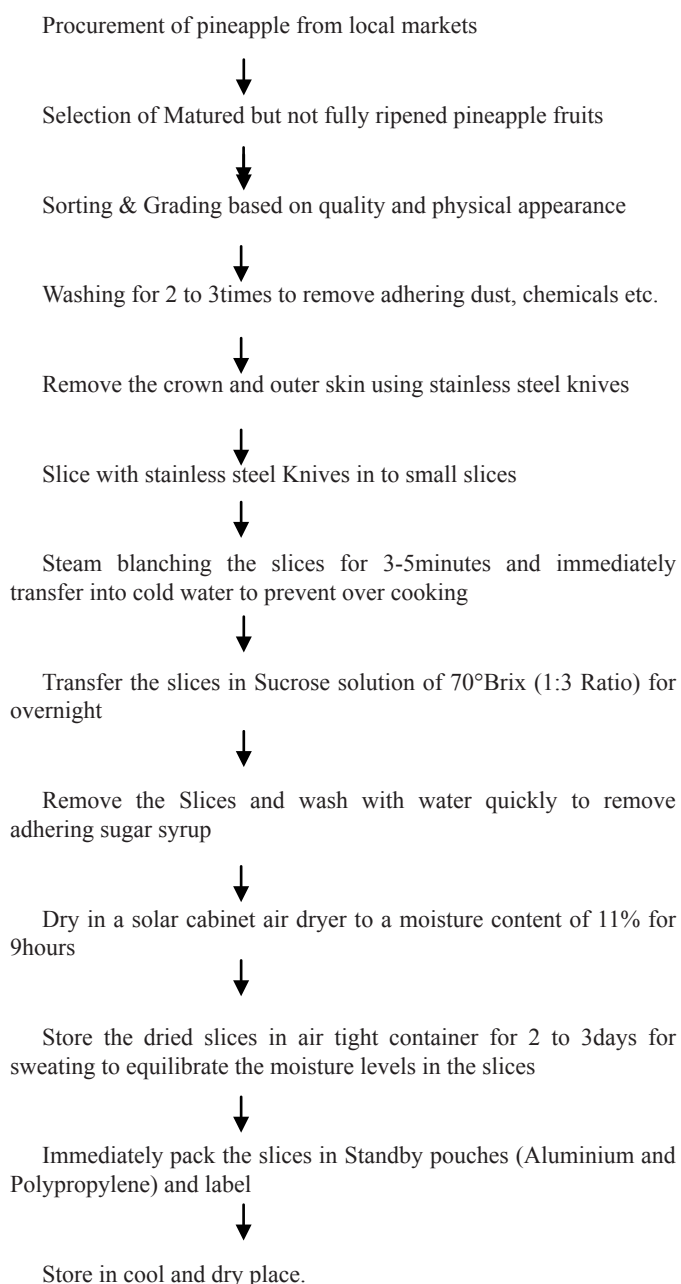 Procurement of pineapple from local markets
Selection of Matured but not fully ripened pineapple fruits
Sorting & Grading based on quality and physical appearance
Washing for 2 to 3times to remove adhering dust, chemicals etc.
Remove the crown and outer skin using stainless steel knives
Slice with stainless steel Knives in to small slices
Steam blanching the slices for 3-5minutes and immediately
transfer into cold water to prevent over cooking
Transfer the slices in Sucrose solution of 70°Brix (1:3 Ratio) for
overnight
Remove the Slices and wash with water quickly to remove
adhering sugar syrup
Dry in a solar cabinet air dryer to a moisture content of 11% for
9hours
Store the dried slices in air tight container for 2 to 3days for
sweating to equilibrate the moisture levels in the slices
Immediately pack the slices in Standby pouches (Aluminium and
Polypropylene) and label
Store in cool and dry place.